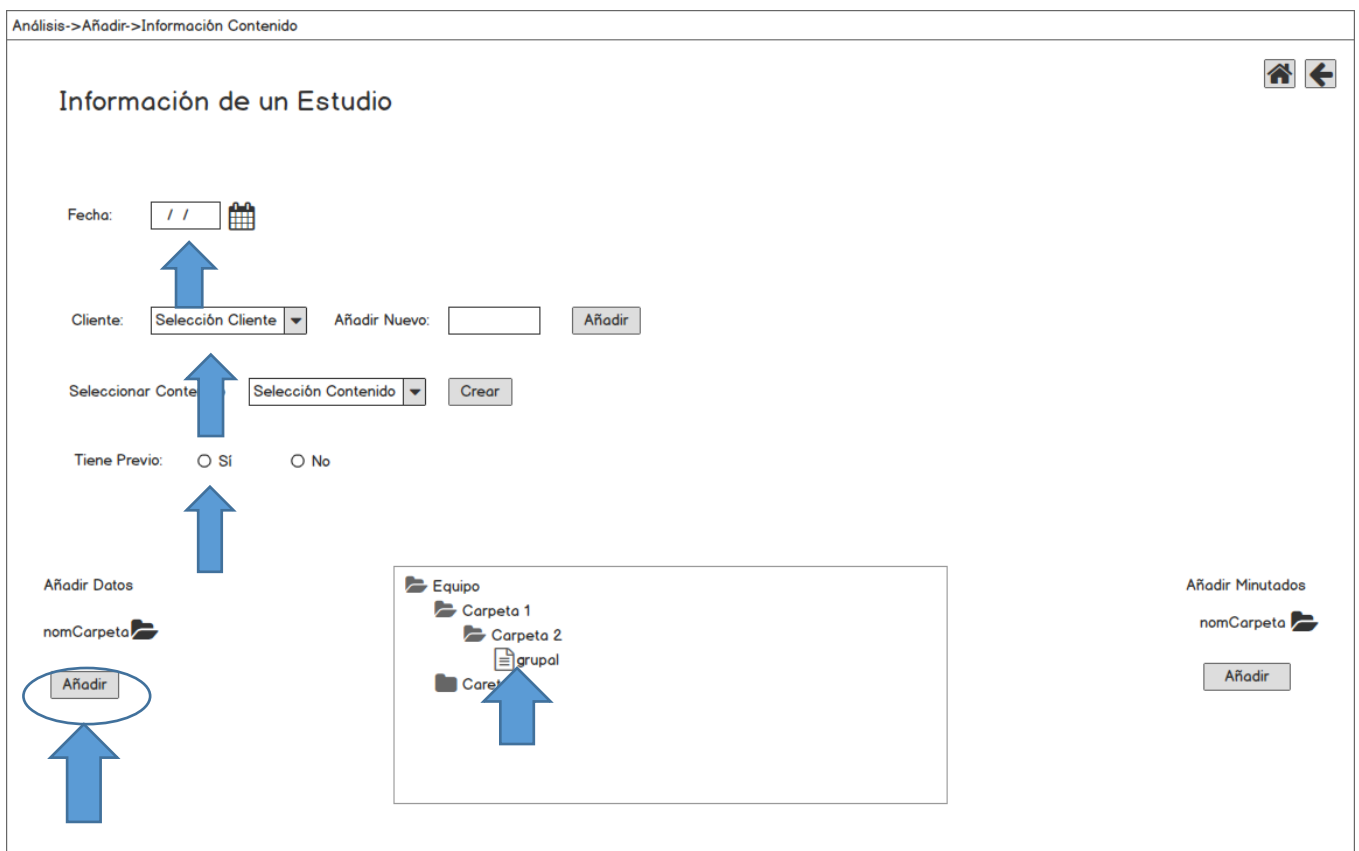 Análisis->Añadir->Información Contenido
Información de un Estudio
Fecha: / /
Cliente: Selección Cliente Añadir Nuevo: Añadir
Seleccionar Selección Contenido Crear
Tiene Previo: Sí No
Añadir Datos
nomCarpeta
Añadir
Equipo
Carpeta 1
Carpeta 2
grupal
Añadir Minutados
nomCarpeta
Añadir